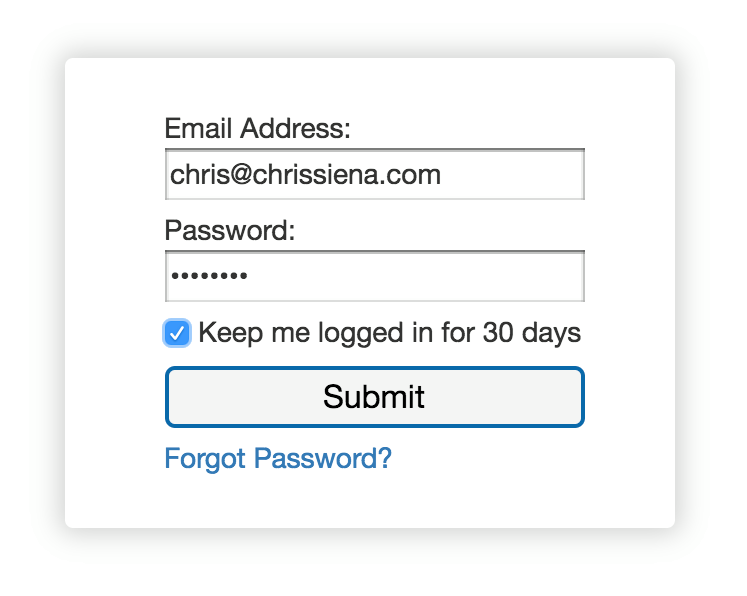 Email Address:
chris@chrissiena.com
Password:
••••••••
Keep me logged in for 30 days
Submit
Forgot Password?